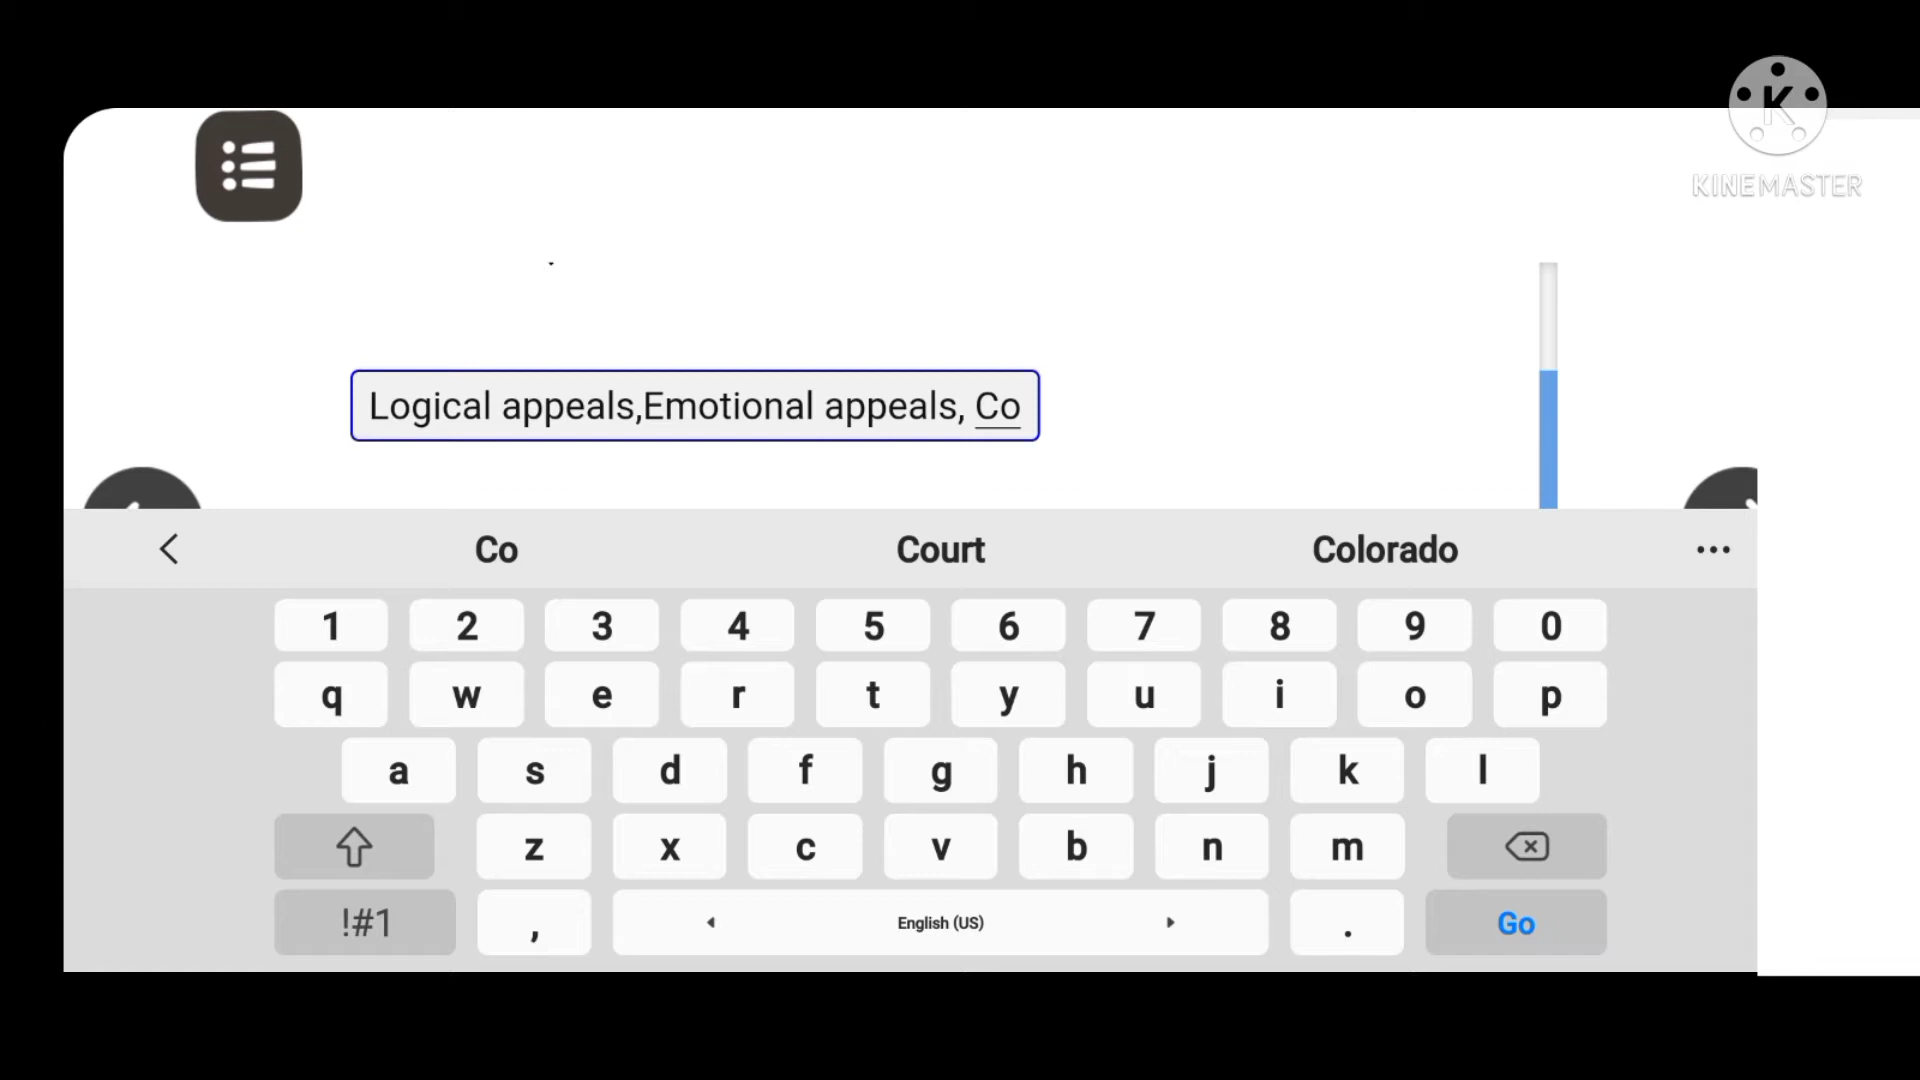 K
KINEMASTER
Logical appeals,Emotional appeals, Co
Co Court Colorado
1 2 3 4 5 6 7 8 9 0
q w e r t y u i o p
a s d f g h j k l
z x c v b n m
!#1 , English (US) . Go